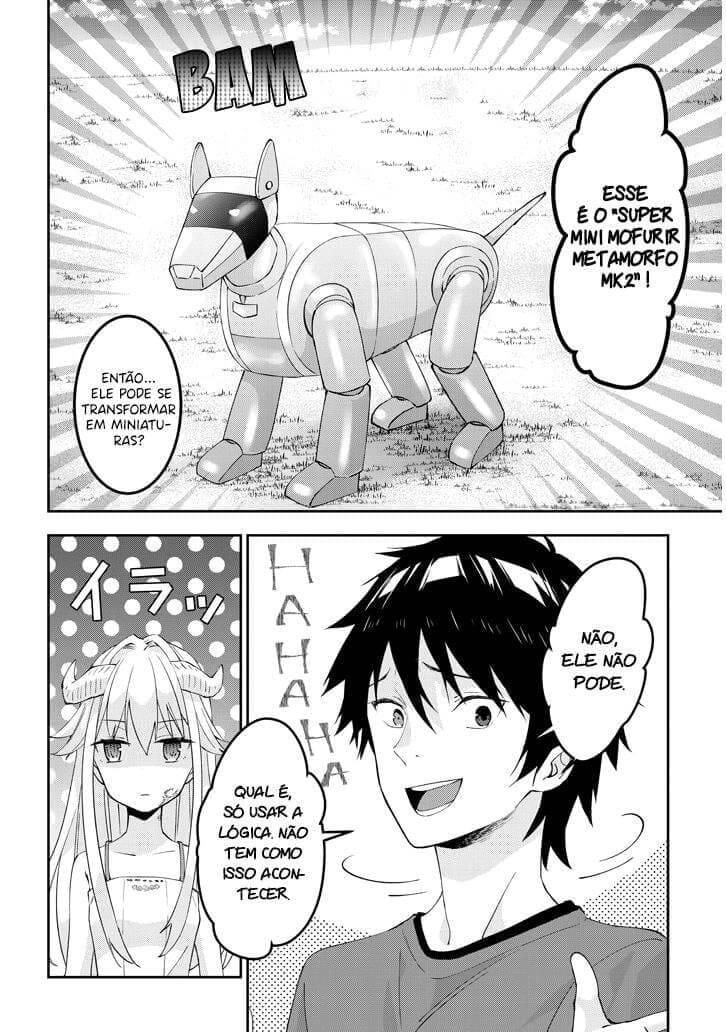 BAM
ESSE
É O "SUPER
MINI MOFURIR
METAMORFO
MK2" !
ENTÃO...
ELE PODE SE
TRANSFORMAR
EM MINIATU-
RAS?
NÃO,
ELE NÃO
PODE.
HAHAHAHA
QUAL É,
SÓ USAR A
LÓGICA. NÃO
TEM COMO
ISSO ACON-
TECER.
イラッ